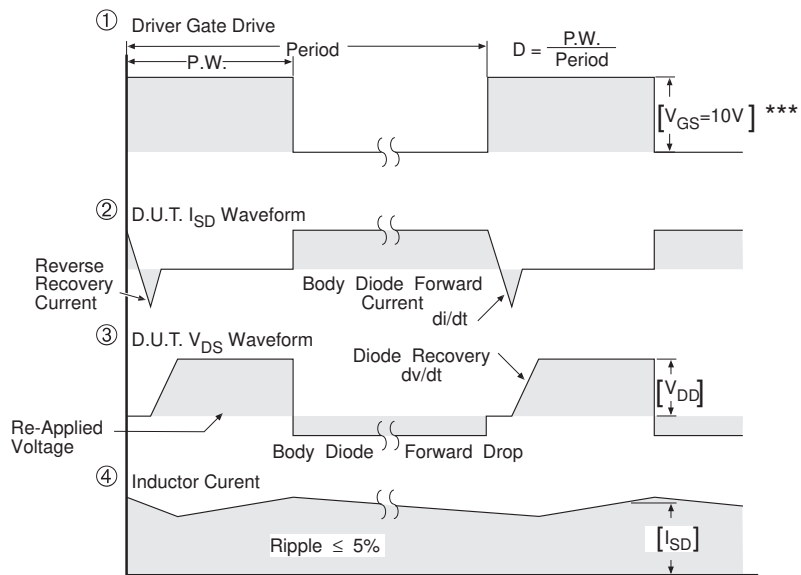 ① Driver Gate Drive
Period
P.W.
D = P.W. / Period
[VGS=10V] ***
② D.U.T. ISD Waveform
Reverse
Recovery
Current
Body Diode Forward
Current
di/dt
③ D.U.T. VDS Waveform
Diode Recovery
dv/dt
[VDD]
Re-Applied
Voltage
Body Diode Forward Drop
④ Inductor Curent
Ripple ≤ 5%
[ISD]